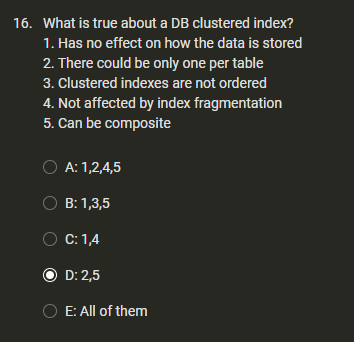 16. What is true about a DB clustered index?
1. Has no effect on how the data is stored
2. There could be only one per table
3. Clustered indexes are not ordered
4. Not affected by index fragmentation
5. Can be composite
A: 1,2,4,5
B: 1,3,5
C: 1,4
D: 2,5
E: All of them